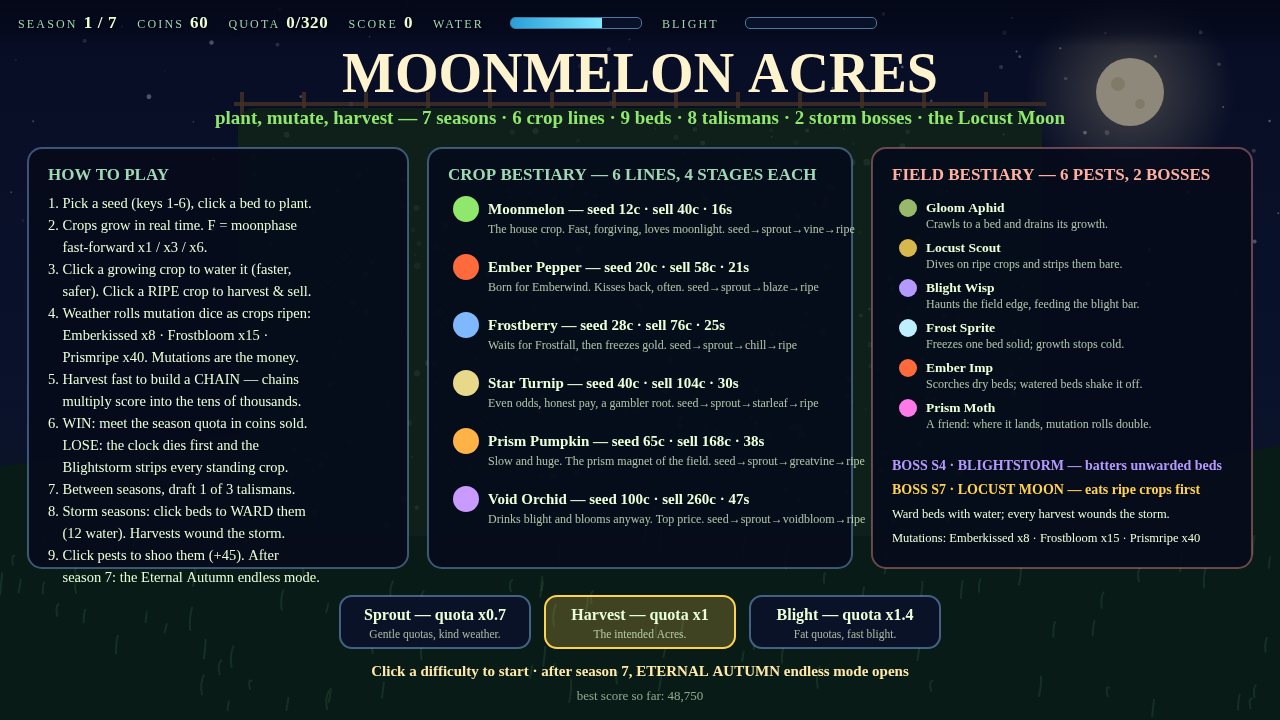 SEASON 1 / 7 COINS 60 QUOTA 0/320 SCORE 0 WATER BLIGHT
MOONMELON ACRES
plant, mutate, harvest — 7 seasons · 6 crop lines · 9 beds · 8 talismans · 2 storm bosses · the Locust Moon
HOW TO PLAY
1. Pick a seed (keys 1-6), click a bed to plant.
2. Crops grow in real time. F = moonphase
fast-forward x1 / x3 / x6.
3. Click a growing crop to water it (faster,
safer). Click a RIPE crop to harvest & sell.
4. Weather rolls mutation dice as crops ripen:
Emberkissed x8 · Frostbloom x15 ·
Prismripe x40. Mutations are the money.
5. Harvest fast to build a CHAIN — chains
multiply score into the tens of thousands.
6. WIN: meet the season quota in coins sold.
LOSE: the clock dies first and the
Blightstorm strips every standing crop.
7. Between seasons, draft 1 of 3 talismans.
8. Storm seasons: click beds to WARD them
(12 water). Harvests wound the storm.
9. Click pests to shoo them (+45). After
season 7: the Eternal Autumn endless mode.
CROP BESTIARY — 6 LINES, 4 STAGES EACH
Moonmelon — seed 12c · sell 40c · 16s
The house crop. Fast, forgiving, loves moonlight. seed→sprout→vine→ripe
Ember Pepper — seed 20c · sell 58c · 21s
Born for Emberwind. Kisses back, often. seed→sprout→blaze→ripe
Frostberry — seed 28c · sell 76c · 25s
Waits for Frostfall, then freezes gold. seed→sprout→chill→ripe
Star Turnip — seed 40c · sell 104c · 30s
Even odds, honest pay, a gambler root. seed→sprout→starleaf→ripe
Prism Pumpkin — seed 65c · sell 168c · 38s
Slow and huge. The prism magnet of the field. seed→sprout→greatvine→ripe
Void Orchid — seed 100c · sell 260c · 47s
Drinks blight and blooms anyway. Top price. seed→sprout→voidbloom→ripe
FIELD BESTIARY — 6 PESTS, 2 BOSSES
Gloom Aphid
Crawls to a bed and drains its growth.
Locust Scout
Dives on ripe crops and strips them bare.
Blight Wisp
Haunts the field edge, feeding the blight bar.
Frost Sprite
Freezes one bed solid; growth stops cold.
Ember Imp
Scorches dry beds; watered beds shake it off.
Prism Moth
A friend: where it lands, mutation rolls double.
BOSS S4 · BLIGHTSTORM — batters unwarded beds
BOSS S7 · LOCUST MOON — eats ripe crops first
Ward beds with water; every harvest wounds the storm.
Mutations: Emberkissed x8 · Frostbloom x15 · Prismripe x40
Sprout — quota x0.7
Gentle quotas, kind weather.
Harvest — quota x1
The intended Acres.
Blight — quota x1.4
Fat quotas, fast blight.
Click a difficulty to start · after season 7, ETERNAL AUTUMN endless mode opens
best score so far: 48,750